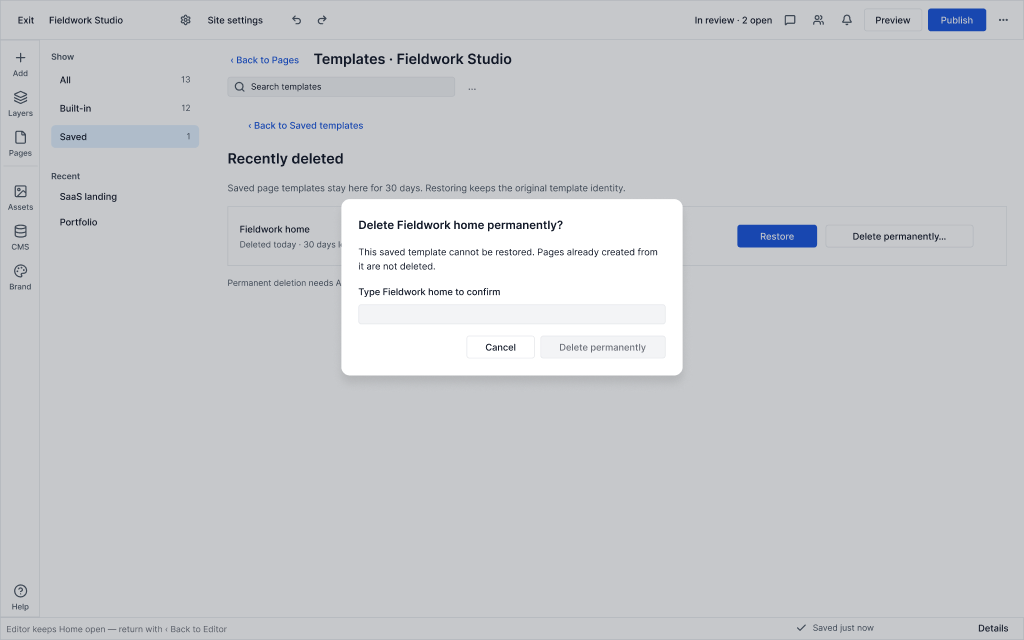 Exit
Fieldwork Studio
Site settings
In review · 2 open
Preview
Publish
Add
Layers
Pages
Assets
CMS
Brand
Help
Show
All 13
Built-in 12
Saved 1
Recent
SaaS landing
Portfolio
‹ Back to Pages
Templates · Fieldwork Studio
Search templates
...
‹ Back to Saved templates
Recently deleted
Saved page templates stay here for 30 days. Restoring keeps the original template identity.
Fieldwork home
Deleted today · 30 days
Restore
Delete permanently...
Permanent deletion needs
Delete Fieldwork home permanently?
This saved template cannot be restored. Pages already created from
it are not deleted.
Type Fieldwork home to confirm
Cancel
Delete permanently
Editor keeps Home open — return with ‹ Back to Editor
Saved just now
Details